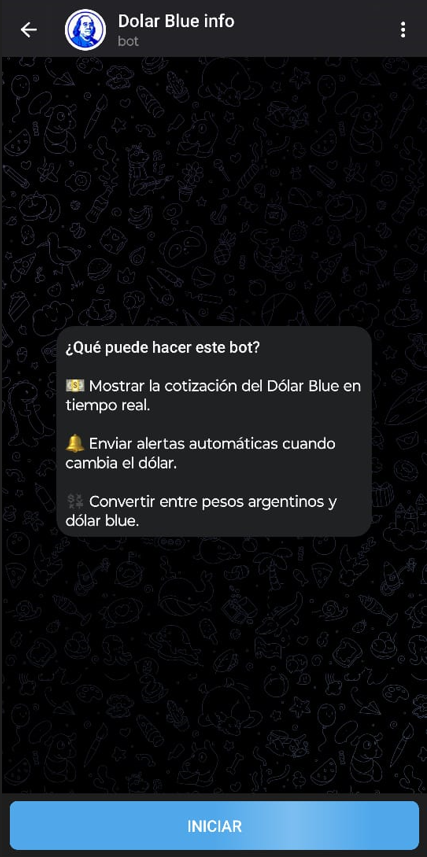 Dolar Blue info
bot
¿Qué puede hacer este bot?
💵 Mostrar la cotización del Dólar Blue en
tiempo real.
🔔 Enviar alertas automáticas cuando
cambia el dólar.
💱 Convertir entre pesos argentinos y
dólar blue.
INICIAR